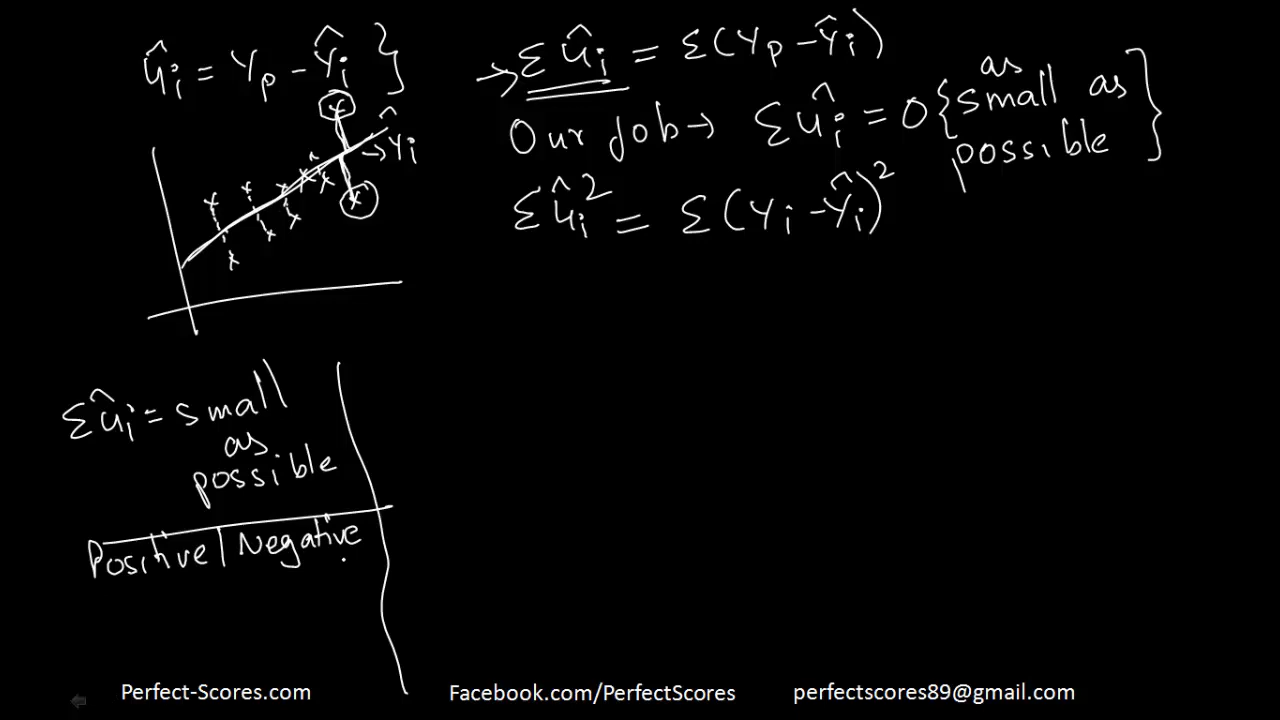 ûi = Yp - Ŷi }
→ Σûi = Σ(Yp - Ŷi)
Our Job → Σûi = 0 { as small as possible }
Σûi² = Σ(Yi - Ŷi)²
→ Ŷi
Σûi = small
as
possible
Positive | Negative
Perfect-Scores.com
Facebook.com/PerfectScores
perfectscores89@gmail.com